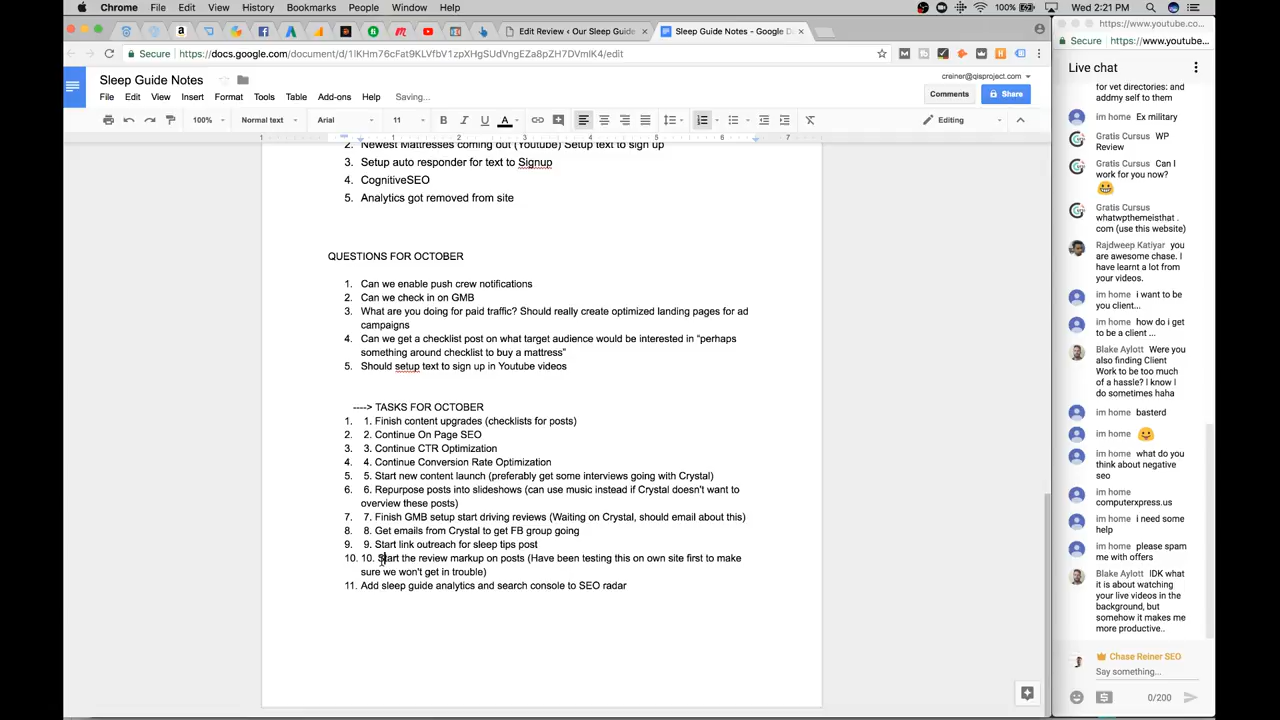 Chrome File Edit View History Bookmarks People Window Help
100% Wed 2:21 PM
Edit Review ‹ Our Sleep Guide
Sleep Guide Notes - Google D
https://www.youtube.co...
Secure https://docs.google.com/document/d/1lKHm76cFat9KLVfbV1zpXHgSUdVngEZa8pZH7DVmlK4/edit
Secure https://www.youtube...
Sleep Guide Notes
creiner@qisproject.com
File Edit View Insert Format Tools Table Add-ons Help Saving...
Comments
Share
100% Normal text Arial 11 Editing
1 1 2 3 4 5 6 7
2. Newest Mattresses coming out (Youtube) Setup text to sign up
3. Setup auto responder for text to Signup
4. CognitiveSEO
5. Analytics got removed from site
QUESTIONS FOR OCTOBER
1. Can we enable push crew notifications
2. Can we check in on GMB
3. What are you doing for paid traffic? Should really create optimized landing pages for ad
campaigns
4. Can we get a checklist post on what target audience would be interested in "perhaps
something around checklist to buy a mattress"
5. Should setup text to sign up in Youtube videos
----> TASKS FOR OCTOBER
1. 1. Finish content upgrades (checklists for posts)
2. 2. Continue On Page SEO
3. 3. Continue CTR Optimization
4. 4. Continue Conversion Rate Optimization
5. 5. Start new content launch (preferably get some interviews going with Crystal)
6. 6. Repurpose posts into slideshows (can use music instead if Crystal doesn't want to
overview these posts)
7. 7. Finish GMB setup start driving reviews (Waiting on Crystal, should email about this)
8. 8. Get emails from Crystal to get FB group going
9. 9. Start link outreach for sleep tips post
10. 10. Start the review markup on posts (Have been testing this on own site first to make
sure we won't get in trouble)
11. Add sleep guide analytics and search console to SEO radar
Live chat
for vet directories: and
addmy self to them
im home Ex military
Gratis Cursus WP
Review
Gratis Cursus Can I
work for you now?
Gratis Cursus
whatwpthemeisthat .
com (use this website)
Rajdweep Katiyar you
are awesome chase. I
have learnt a lot from
your videos.
im home i want to be
you client...
im home how do i get
to be a client ...
Blake Aylott Were you
also finding Client
Work to be too much
of a hassle? I know I
do sometimes haha
im home basterd
im home
im home what do you
think about negative
seo
im home
computerxpress.us
im home i need some
help
im home please spam
me with offers
Blake Aylott IDK what
it is about watching
your live videos in the
background, but
somehow it makes me
more productive..
Chase Reiner SEO
Say something...
0/200